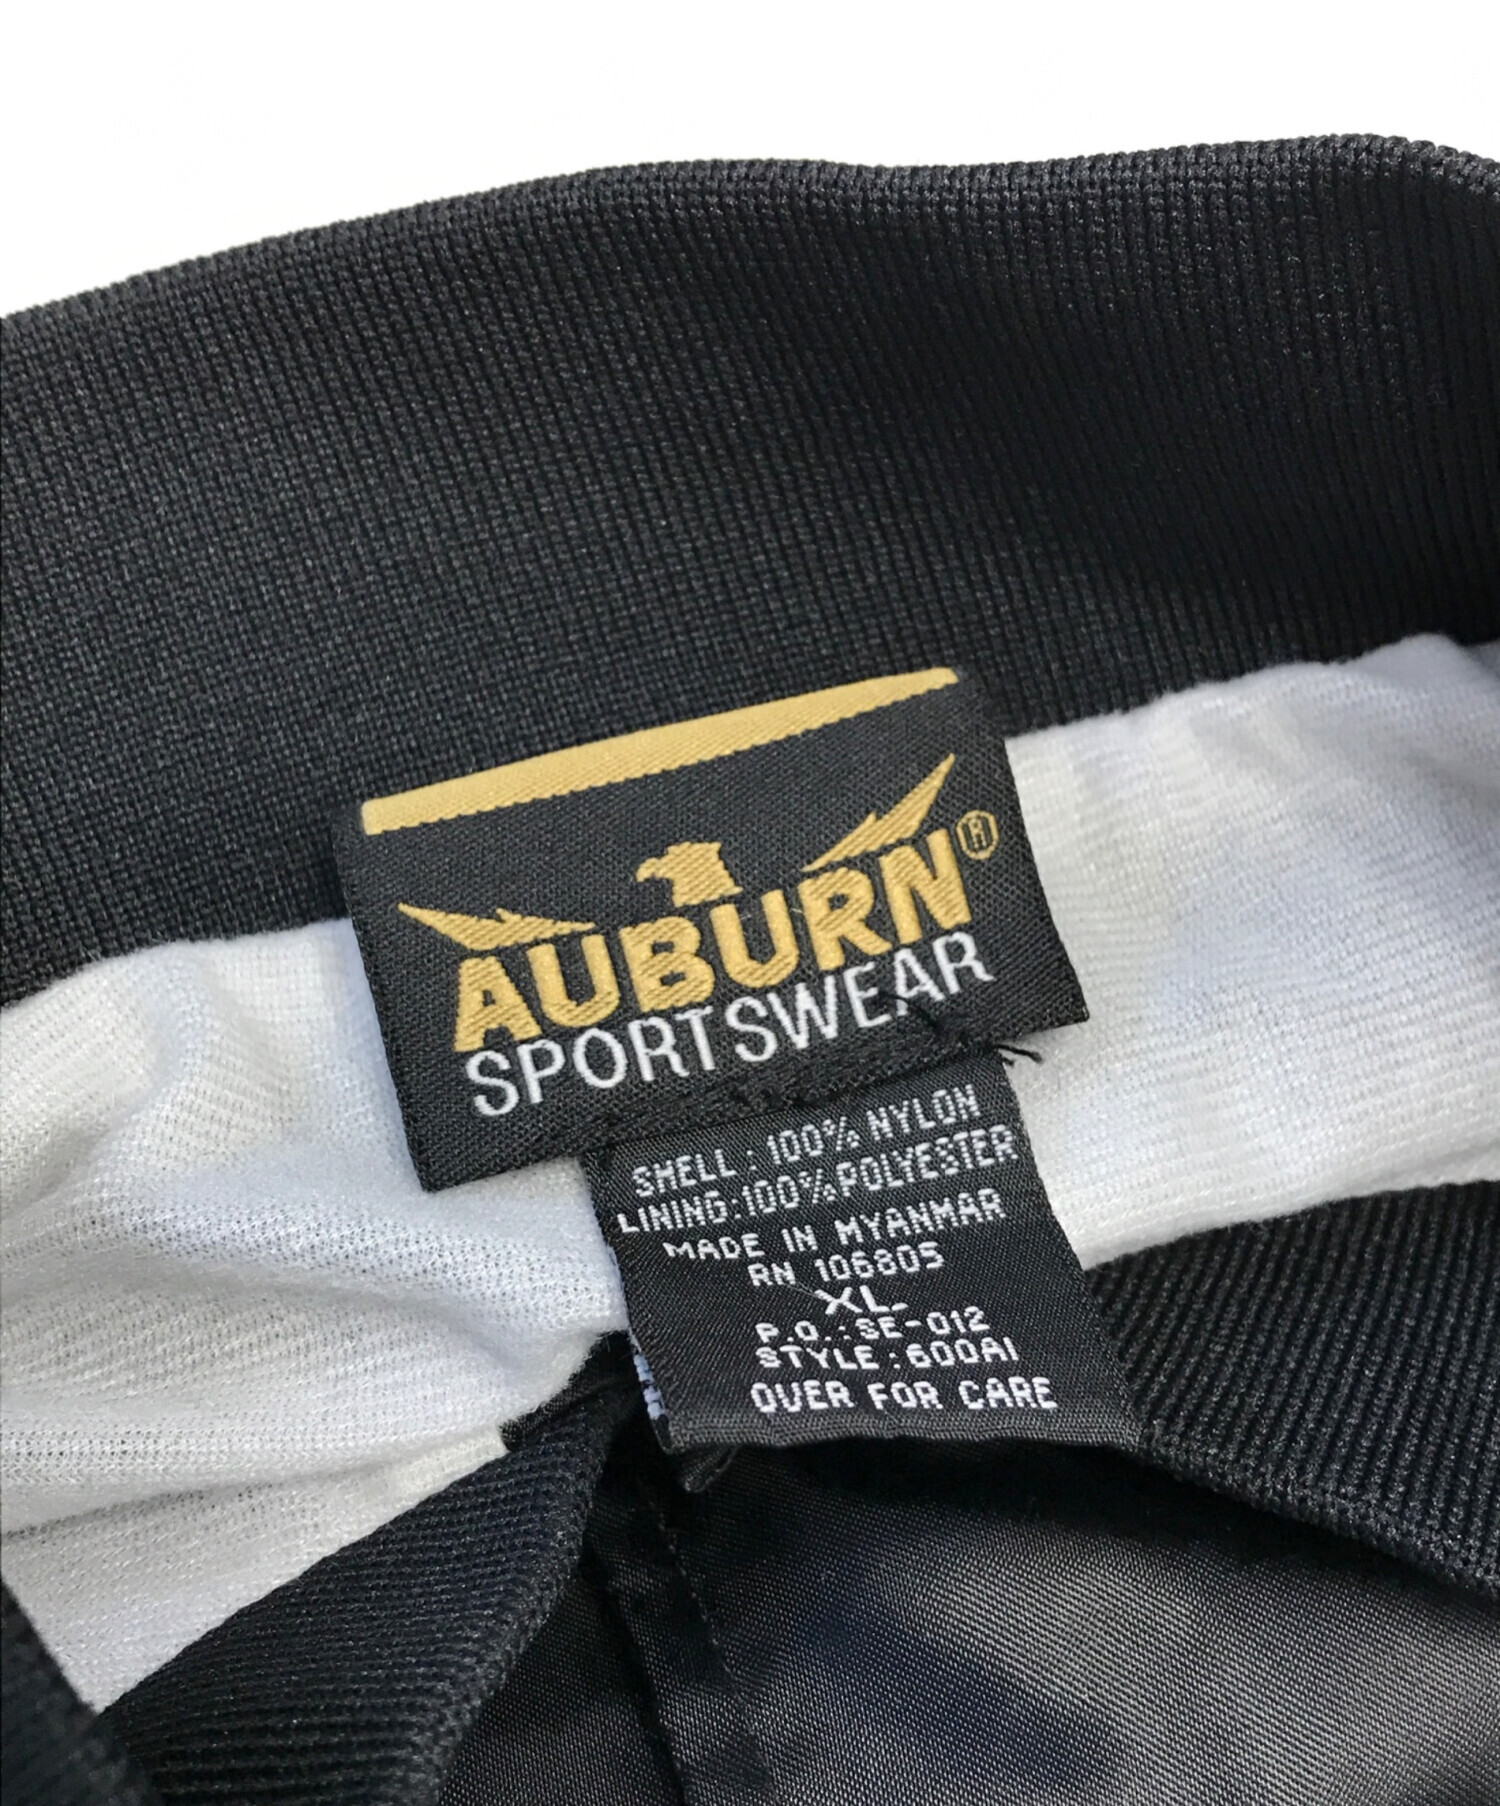 AUBURN®
SPORTSWEAR
SHELL: 100% NYLON
LINING:100% POLYESTER
MADE IN MYANMAR
RN 106805
XL
P.O.:SE-012
STYLE:600AI
OVER FOR CARE